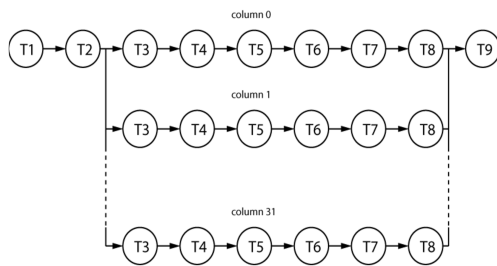 column 0
T1 T2 T3 T4 T5 T6 T7 T8 T9
column 1
T3 T4 T5 T6 T7 T8
column 31
T3 T4 T5 T6 T7 T8